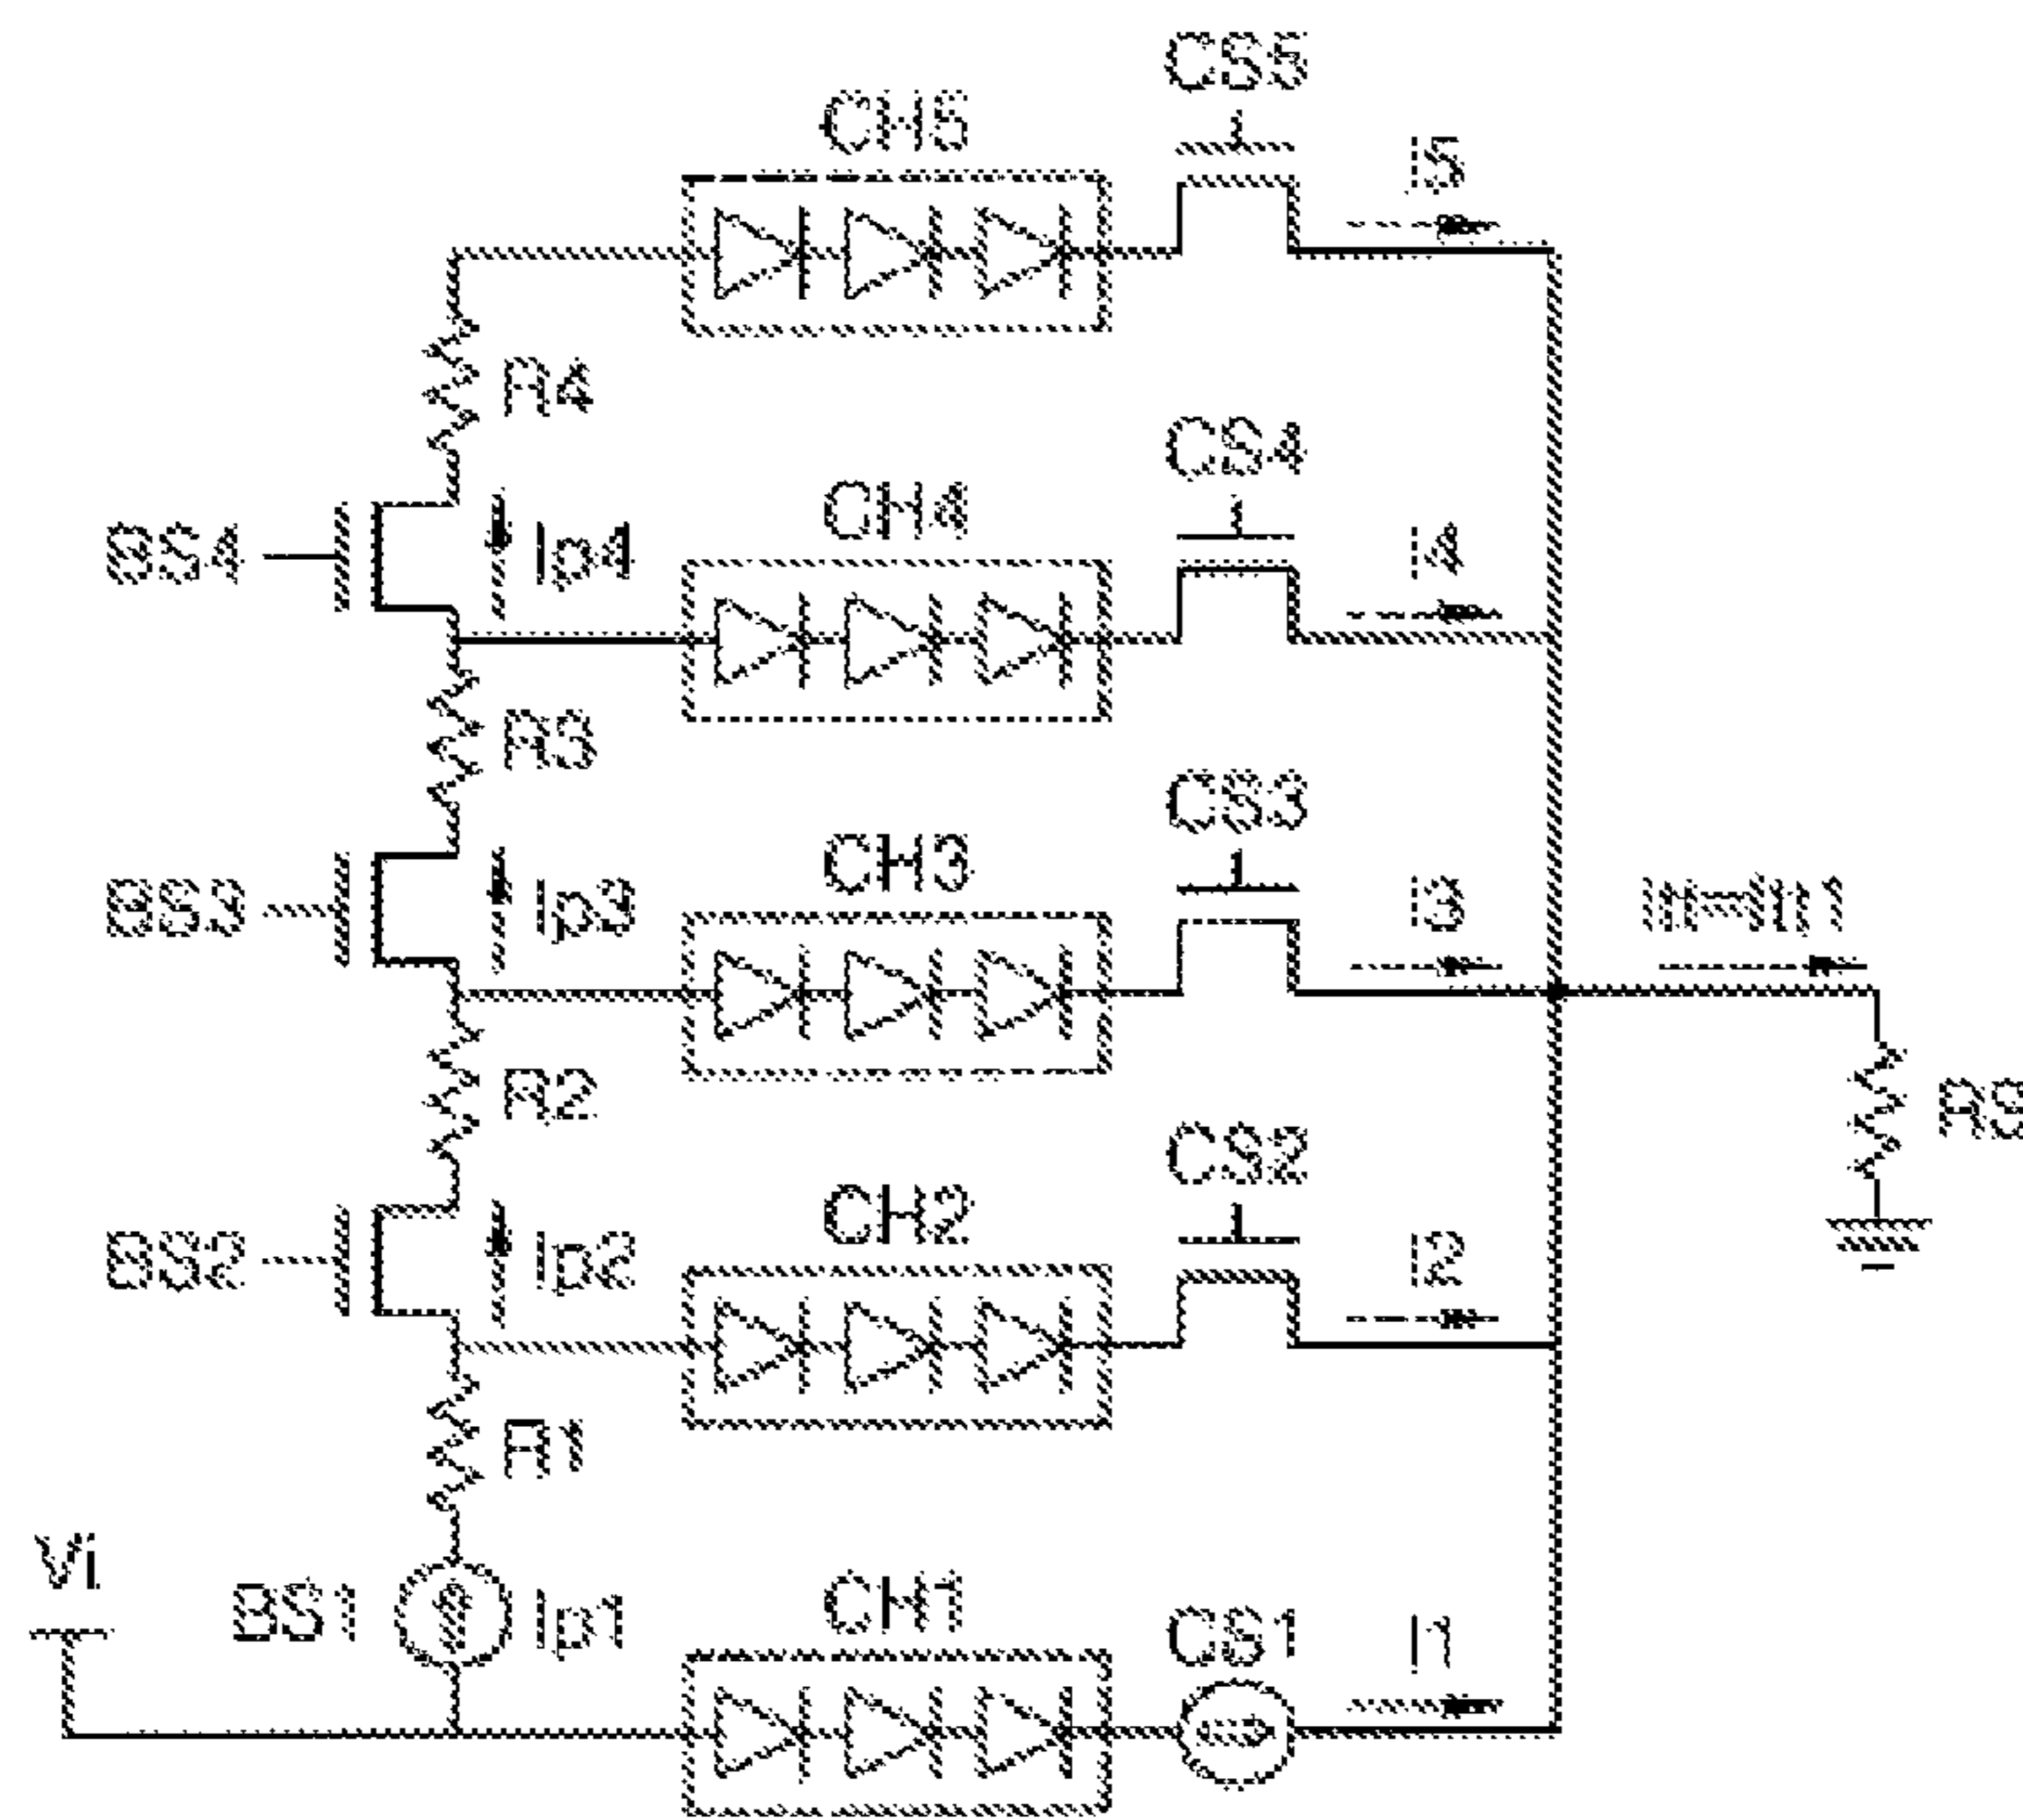 CS5
CH5
I5
R4
CS4
CH4
BS4
Ip4
I4
R3
CS3
CH3
BS3
Ip3
I3
R2
CS2
CH2
BS2
Ip2
I2
R1
Vi
BS1
Ip1
CH1
CS1
I1